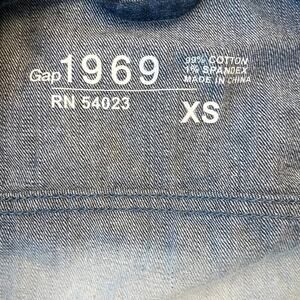 Gap 1969
RN 54023
99% COTTON
1% SPANDEX
MADE IN CHINA
XS